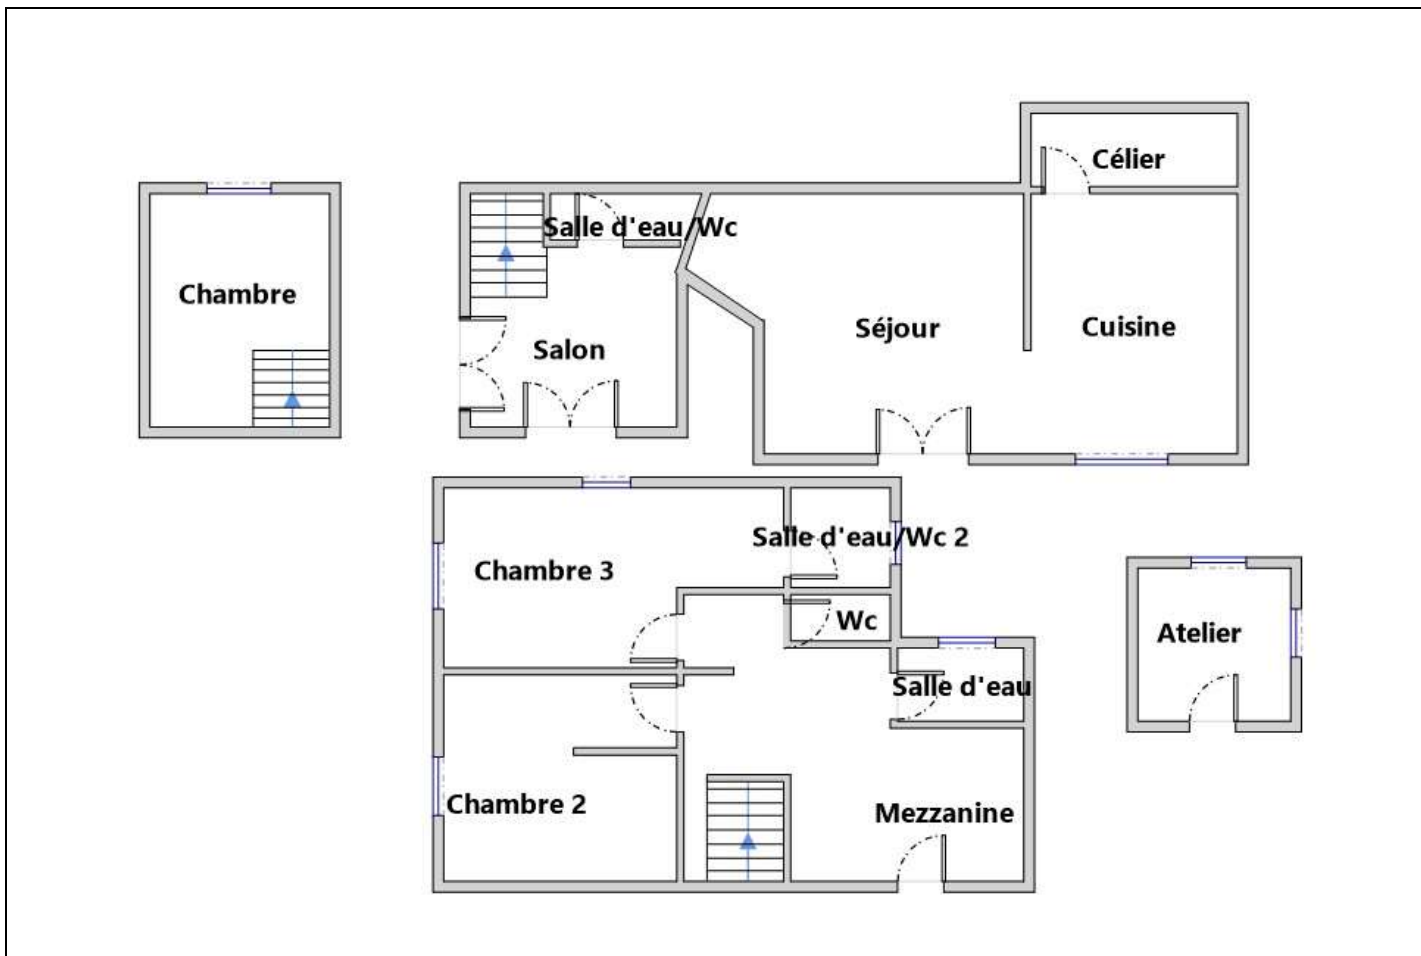 Célier
Salle d'eau/Wc
Chambre
Séjour
Cuisine
Salon
Salle d'eau/Wc 2
Chambre 3
Wc
Atelier
Salle d'eau
Chambre 2
Mezzanine